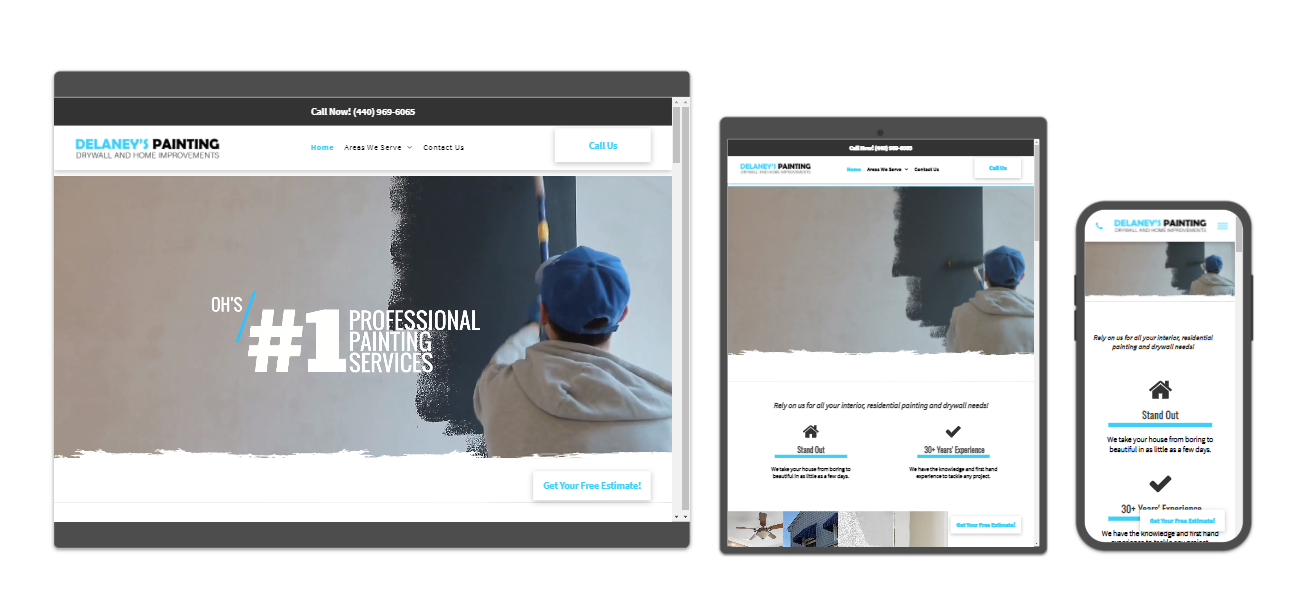 Call Now! (440) 969-6065
DELANEY'S PAINTING
DRYWALL AND HOME IMPROVEMENTS
Home Areas We Serve Contact Us
Call Us
OH'S
#1
PROFESSIONAL
PAINTING
SERVICES
Get Your Free Estimate!
Call Now! (440) 969-6065
DELANEY'S PAINTING
DRYWALL AND HOME IMPROVEMENTS
Home Areas We Serve Contact Us
Call Us
Rely on us for all your interior, residential painting and drywall needs!
Stand Out
We take your house from boring to
beautiful in as little as a few days.
30+ Years' Experience
We have the knowledge and first hand
experience to tackle any project.
Get Your Free Estimate!
DELANEY'S PAINTING
DRYWALL AND HOME IMPROVEMENTS
Rely on us for all your interior, residential
painting and drywall needs!
Stand Out
We take your house from boring to
beautiful in as little as a few days.
30+ Years' Experience
Get Your Free Estimate!
We have the knowledge and first hand
experience to tackle any project.